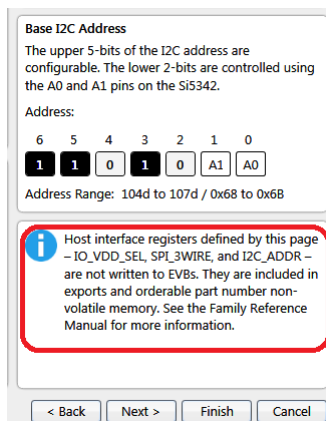 Base I2C Address
The upper 5-bits of the I2C address are
configurable. The lower 2-bits are controlled using
the A0 and A1 pins on the Si5342.
Address:
6 5 4 3 2 1 0
1 1 0 1 0 A1 A0
Address Range: 104d to 107d / 0x68 to 0x6B
Host interface registers defined by this page
– IO_VDD_SEL, SPI_3WIRE, and I2C_ADDR –
are not written to EVBs. They are included in
exports and orderable part number non-
volatile memory. See the Family Reference
Manual for more information.
< Back Next > Finish Cancel